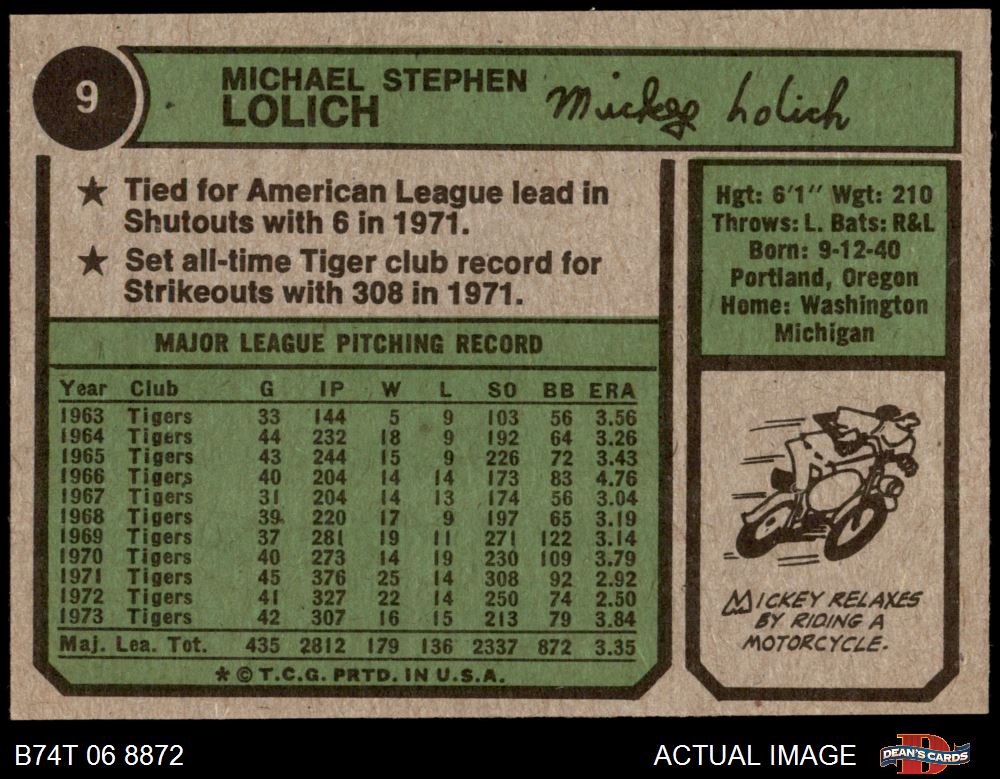 9
MICHAEL STEPHEN
LOLICH
Mickey Lolich
★ Tied for American League lead in
Shutouts with 6 in 1971.
★ Set all-time Tiger club record for
Strikeouts with 308 in 1971.
Hgt: 6'1" Wgt: 210
Throws: L. Bats: R&L
Born: 9-12-40
Portland, Oregon
Home: Washington
Michigan
MAJOR LEAGUE PITCHING RECORD
Year Club G IP W L SO BB ERA
1963 Tigers 33 144 5 9 103 56 3.56
1964 Tigers 44 232 18 9 192 64 3.26
1965 Tigers 43 244 15 9 226 72 3.43
1966 Tigers 40 204 14 14 173 83 4.76
1967 Tigers 31 204 14 13 174 56 3.04
1968 Tigers 39 220 17 9 197 65 3.19
1969 Tigers 37 281 19 11 271 122 3.14
1970 Tigers 40 273 14 19 230 109 3.79
1971 Tigers 45 376 25 14 308 92 2.92
1972 Tigers 41 327 22 14 250 74 2.50
1973 Tigers 42 307 16 15 213 79 3.84
Maj. Lea. Tot. 435 2812 179 136 2337 872 3.35
* © T.C.G. PRTD. IN U.S.A.
MICKEY RELAXES
BY RIDING A
MOTORCYCLE.
B74T 06 8872
ACTUAL IMAGE
DEAN'S CARDS